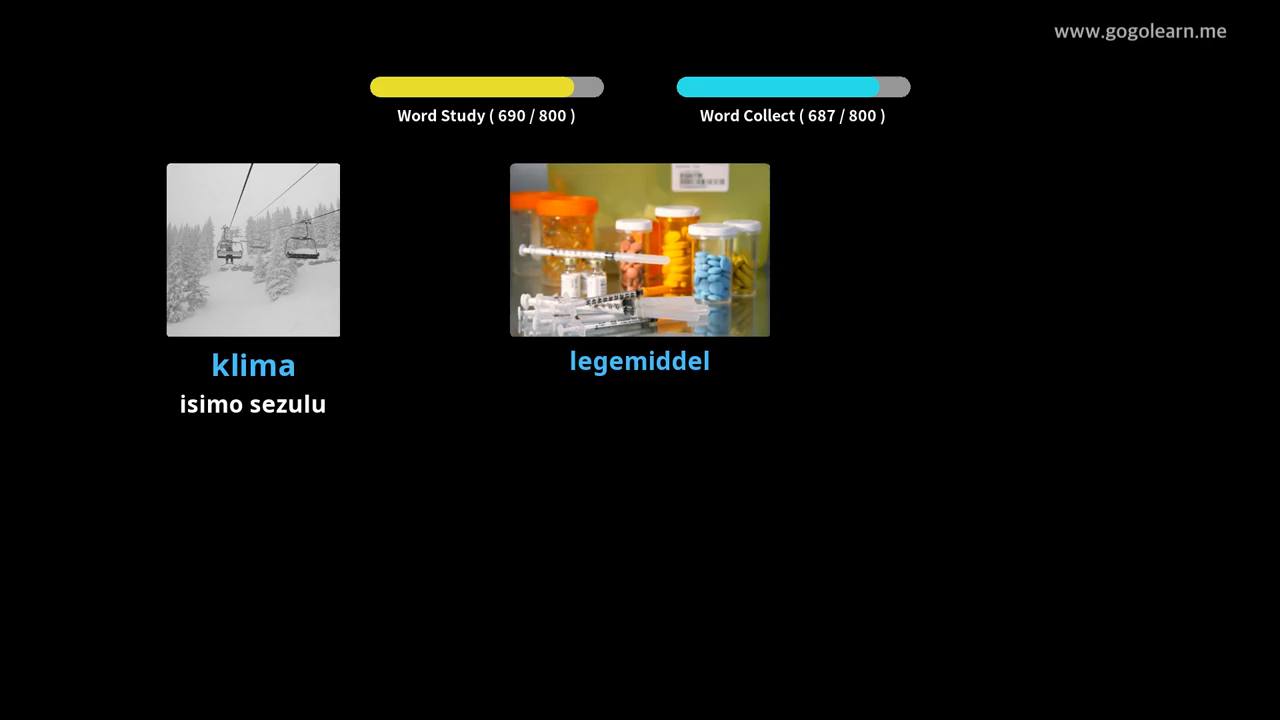 www.gogolearn.me
Word Study ( 690 / 800 )
Word Collect ( 687 / 800 )
klima
isimo sezulu
legemiddel